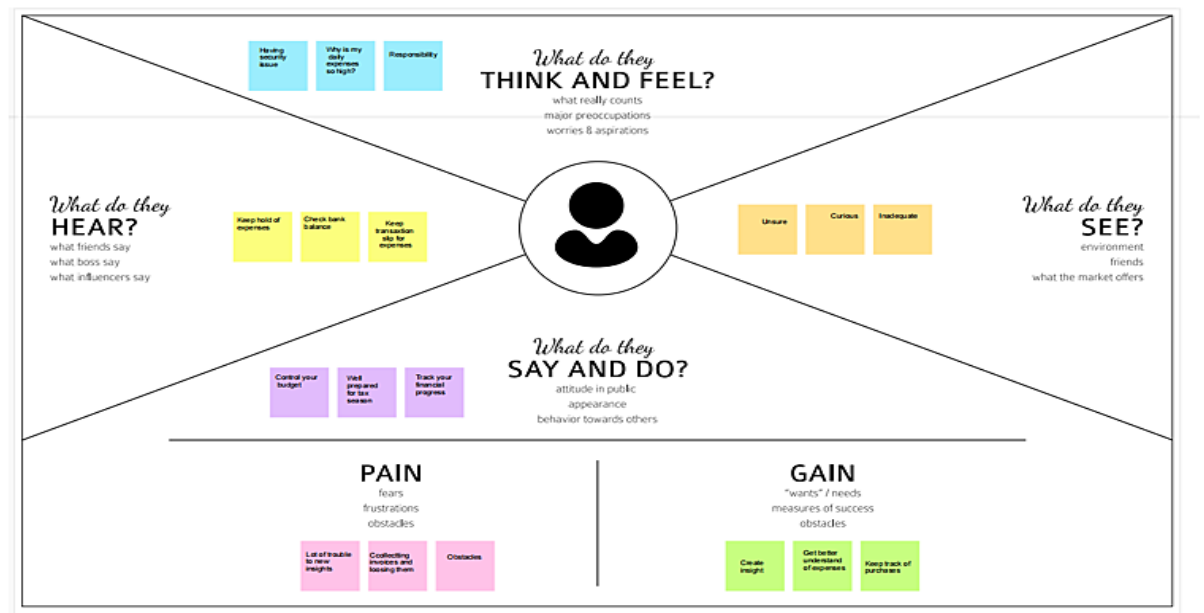 Having
security
issue
Why is my
daily
expenses
so high?
Responsibility
What do they
THINK AND FEEL?
what really counts
major preoccupations
worries & aspirations
What do they
HEAR?
what friends say
what boss say
what influencers say
Keep hold of
expenses
Check bank
balance
Keep
transaxtion
slip for
expenses
Unsure
Curious
Inadequate
What do they
SEE?
environment
friends
what the market offers
What do they
SAY AND DO?
attitude in public
appearance
behavior towards others
Control your
budget
Well
prepared
for tax
season
Track your
financial
progress
PAIN
fears
frustrations
obstacles
Lot of trouble
to new
insights
Ccollectiing
invoices and
loosing them
Obstacles
GAIN
"wants" / needs
measures of success
obstacles
Create
insight
Get better
understand
of expenses
Keep track of
purchases